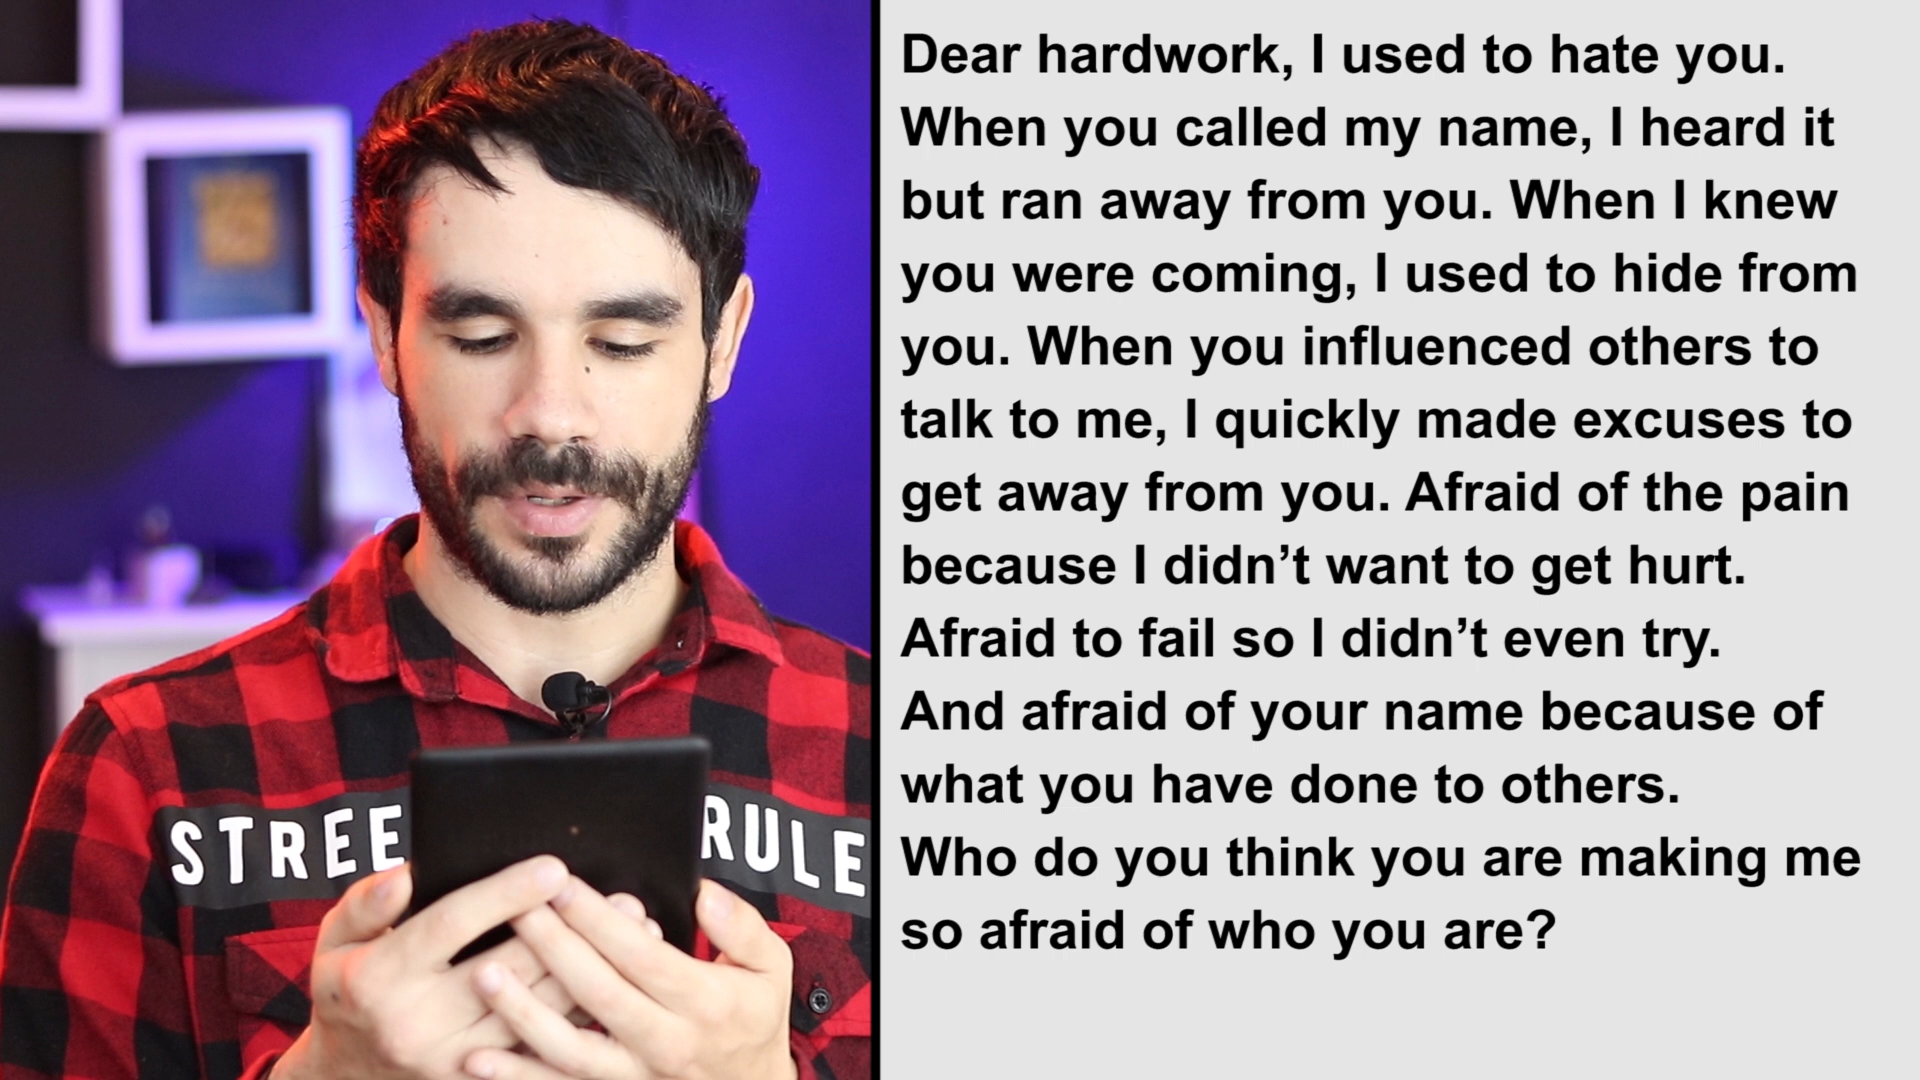 Dear hardwork, I used to hate you.
When you called my name, I heard it
but ran away from you. When I knew
you were coming, I used to hide from
you. When you influenced others to
talk to me, I quickly made excuses to
get away from you. Afraid of the pain
because I didn’t want to get hurt.
Afraid to fail so I didn’t even try.
And afraid of your name because of
what you have done to others.
Who do you think you are making me
so afraid of who you are?
STREE RULE